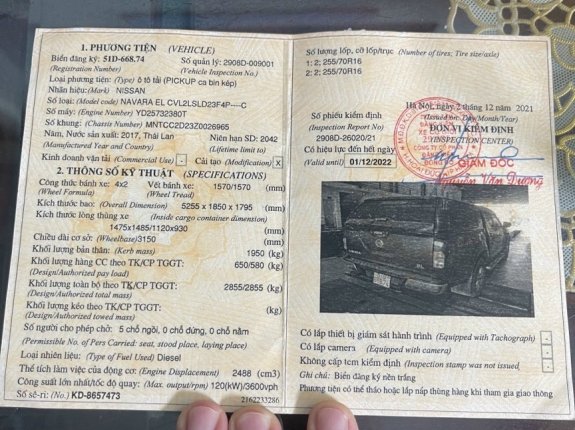 1. PHƯƠNG TIỆN (VEHICLE)
Biển đăng ký: 51D-668.74 Số quản lý: 2908D-009001
(Registration Number) (Vehicle Inspection No.)
Loại phương tiện: (Type) ô tô tải (PICKUP ca bin kép)
Nhãn hiệu: (Mark) NISSAN
Số loại: (Model code) NAVARA EL CVL2LSLD23F4P----C
Số máy: (Engine Number) YD25732380T
Số khung: (Chassis Number) MNTCC2D23Z0026965
Năm, Nước sản xuất: 2017, Thái Lan Niên hạn SD: 2042
(Manufactured Year and Country) (Lifetime limit to)
Kinh doanh vận tải (Commercial Use) - Cải tạo (Modification) X
2. THÔNG SỐ KỸ THUẬT (SPECIFICATIONS)
Công thức bánh xe: 4x2 Vết bánh xe: 1570/1570 (mm)
(Wheel Formula) (Wheel Tread)
Kích thước bao: (Overall Dimension) 5255 x 1850 x 1795 (mm)
Kích thước lòng thùng xe (Inside cargo container dimension)
1475x1485/1120x930 (mm)
Chiều dài cơ sở: (Wheelbase) 3150 (mm)
Khối lượng bản thân: (Kerb mass) 1950 (kg)
Khối lượng hàng CC theo TK/CP TGGT: 650/580 (kg)
(Design/Authorized pay load)
Khối lượng toàn bộ theo TK/CP TGGT: 2855/2855 (kg)
(Design/Authorized total mass)
Khối lượng kéo theo TK/CP TGGT: (kg)
(Design/Authorized towed mass)
Số người cho phép chở: 5 chỗ ngồi, 0 chỗ đứng, 0 chỗ nằm
(Permissible No. of Pers Carried: seat, stood place, laying place)
Loại nhiên liệu: (Type of Fuel Used) Diesel
Thể tích làm việc của động cơ: (Engine Displacement) 2488 (cm3)
Công suất lớn nhất/tốc độ quay: (Max. output/rpm) 120(kW)/3600vph
Số sê-ri: (No.) KD-8657473 2162233286
Số lượng lốp, cỡ lốp/trục (Number of tires; Tire size/axle)
1: 2; 255/70R16
2: 2; 255/70R16
Hà Nội, ngày 2 tháng 12 năm 2021
Số phiếu kiểm định (Issued on: Day/Month/Year)
(Inspection Report No) ĐƠN VỊ KIỂM ĐỊNH
2908D-26020/21 (INSPECTION CENTER)
Có hiệu lực đến hết ngày
(Valid until) 01/12/2022 GIÁM ĐỐC
Nguyễn Văn Dương
Có lắp thiết bị giám sát hành trình (Equipped with Tachograph) -
Có lắp camera (Equipped with camera) -
Không cấp tem kiểm định (Inspection stamp was not issued) -
Ghi chú: Biển đăng ký nền trắng
Phương tiện có thể tháo hoặc lắp nắp thùng hàng khi tham gia giao thông